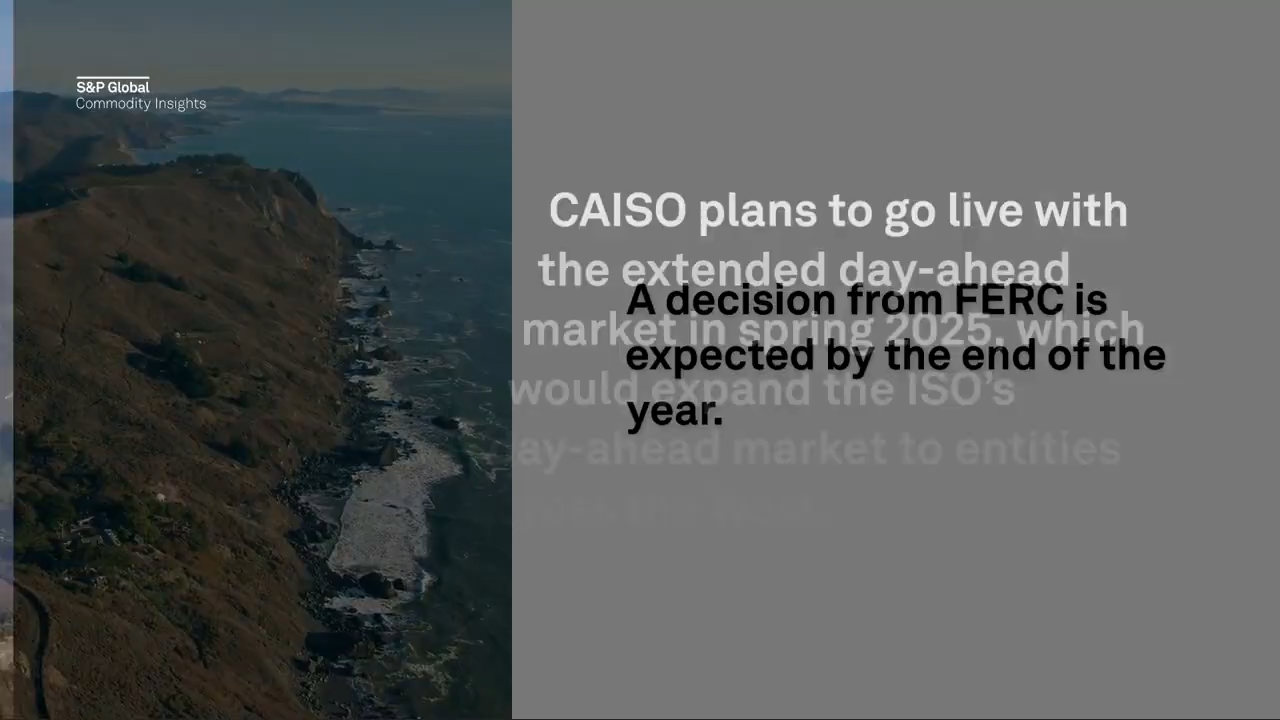 S&P Global
Commodity Insights
CAISO plans to go live with
the extended day-ahead
market in spring 2025, which
would expand the ISO's
ay-ahead market to entities
A decision from FERC is
expected by the end of the
year.